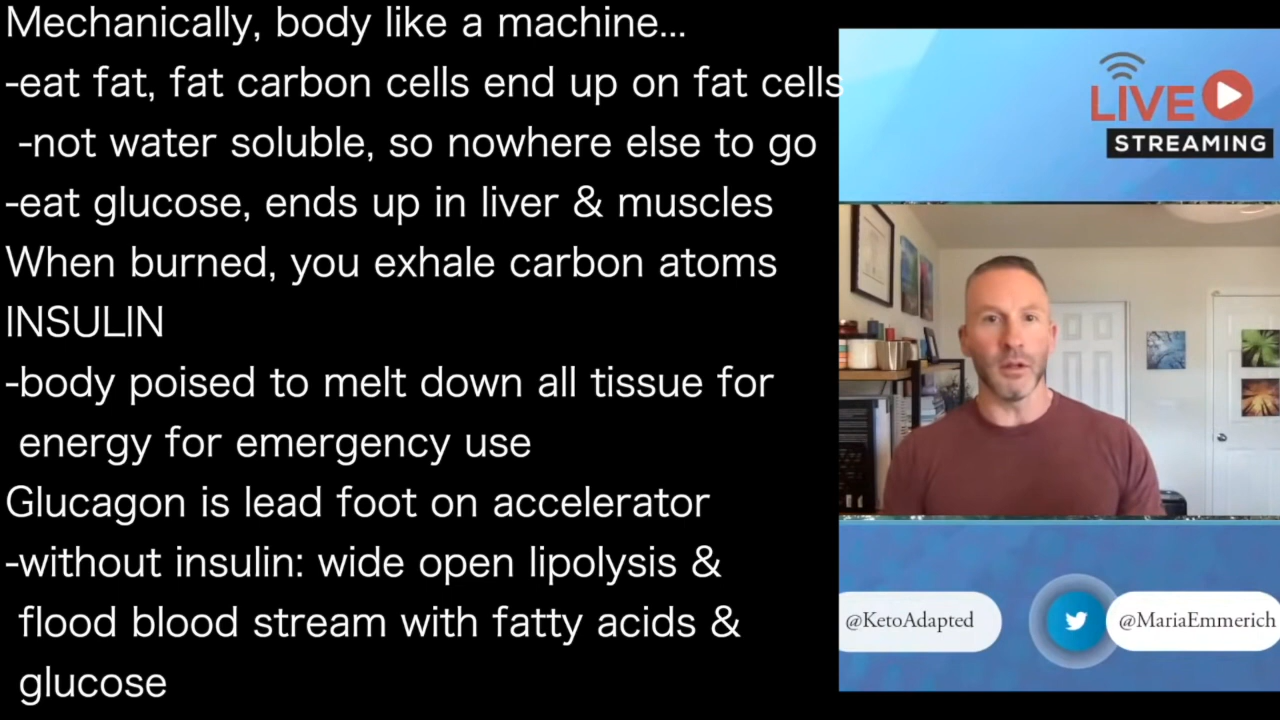 Mechanically, body like a machine...
-eat fat, fat carbon cells end up on fat cells
-not water soluble, so nowhere else to go
-eat glucose, ends up in liver & muscles
When burned, you exhale carbon atoms
INSULIN
-body poised to melt down all tissue for
energy for emergency use
Glucagon is lead foot on accelerator
-without insulin: wide open lipolysis &
flood blood stream with fatty acids &
glucose
LIVE
STREAMING
@KetoAdapted
@MariaEmmerich